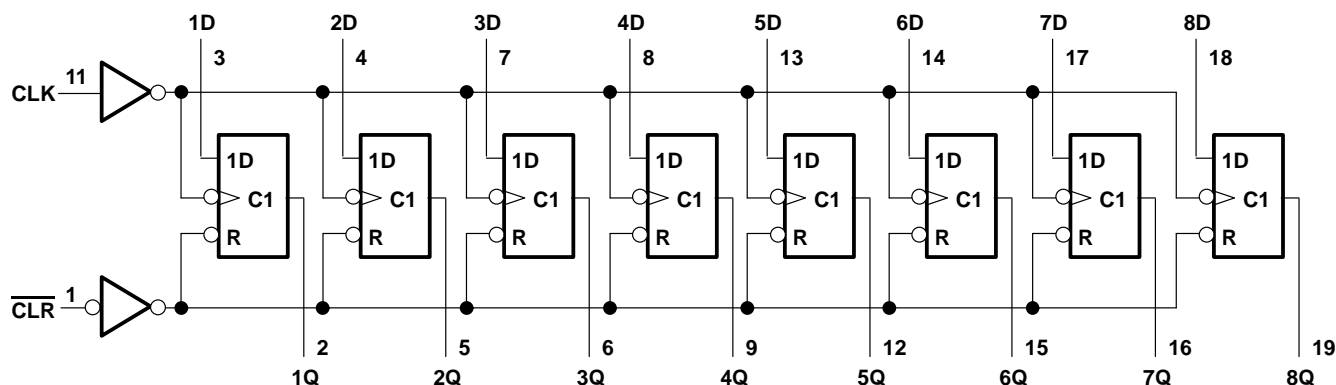 1D 2D 3D 4D 5D 6D 7D 8D
3 4 7 8 13 14 17 18
CLK 11
1D 1D 1D 1D 1D 1D 1D 1D
C1 C1 C1 C1 C1 C1 C1 C1
R R R R R R R R
CLR 1
2 5 6 9 12 15 16 19
1Q 2Q 3Q 4Q 5Q 6Q 7Q 8Q